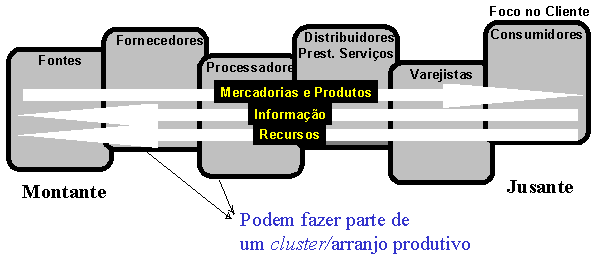 Foco no Cliente
Fontes
Fornecedores
Processadore
Distribuidores
Prest. Serviços
Varejistas
Consumidores
Mercadorias e Produtos
Informação
Recursos
Montante
Jusante
Podem fazer parte de
um cluster/arranjo produtivo